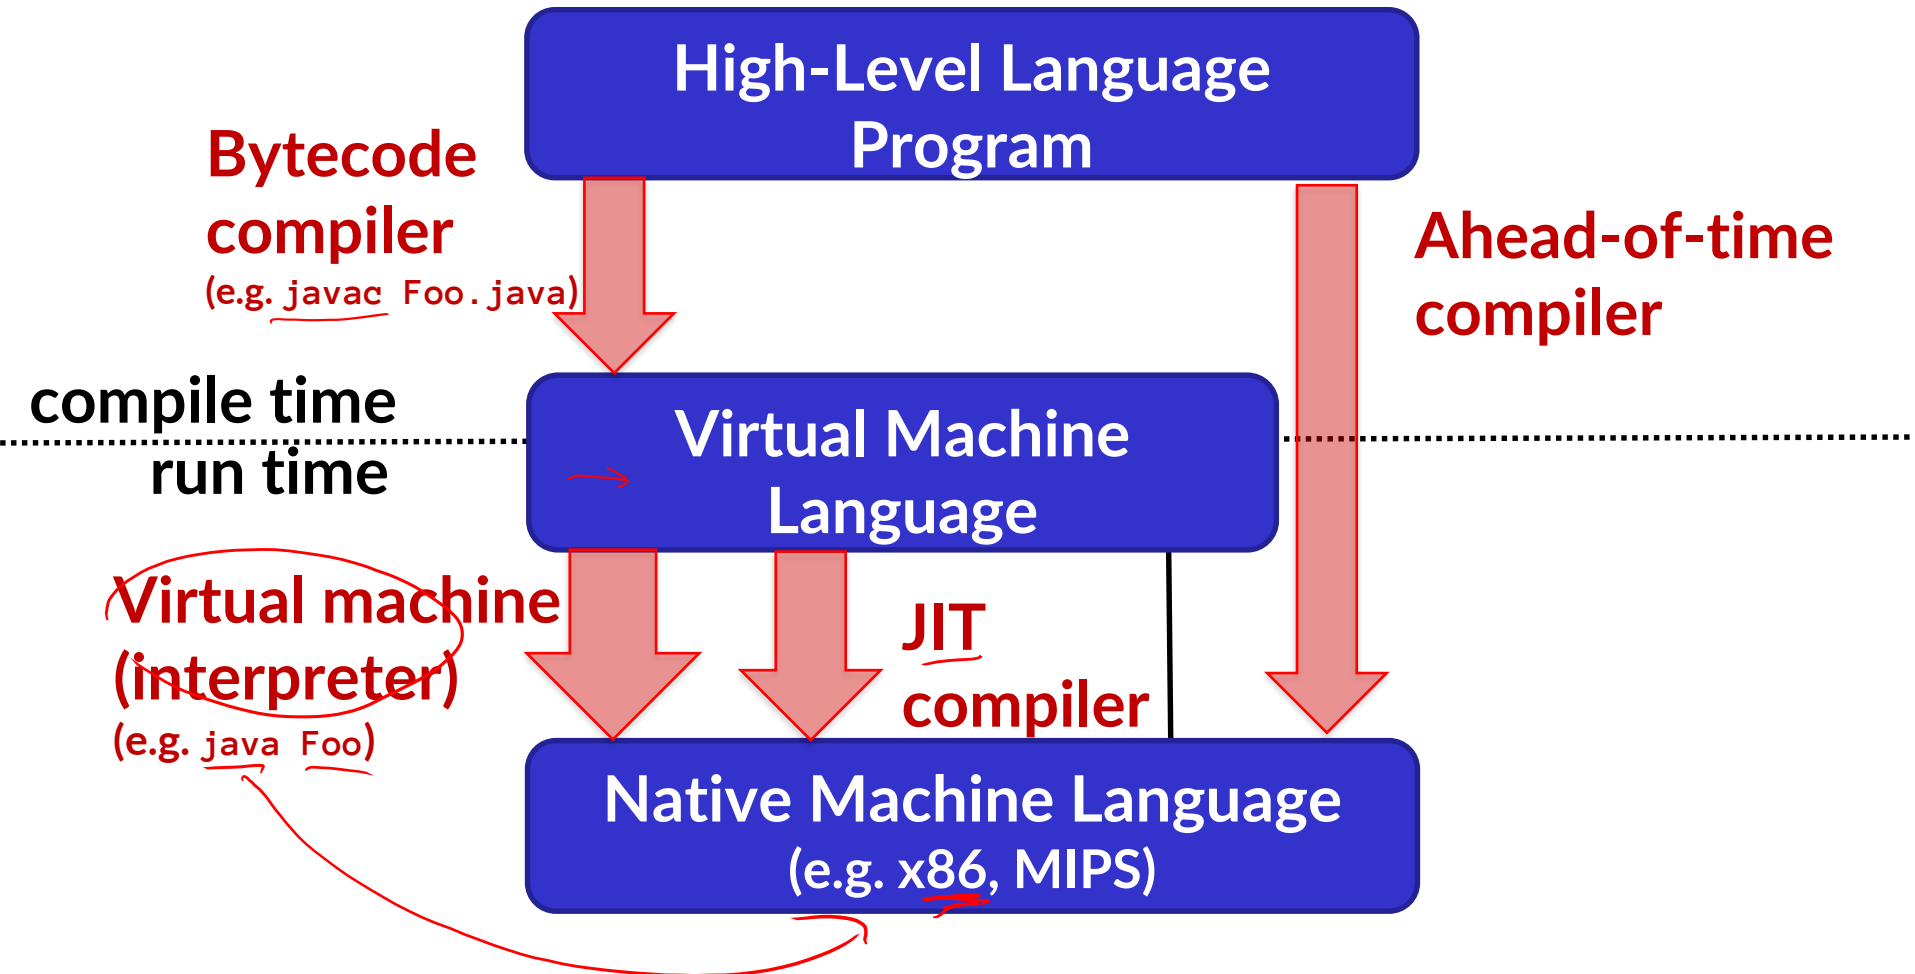 High-Level Language
Program
Bytecode
compiler
(e.g. javac Foo.java)
Ahead-of-time
compiler
compile time
run time
Virtual Machine
Language
Virtual machine
(interpreter)
(e.g. java Foo)
JIT
compiler
Native Machine Language
(e.g. x86, MIPS)